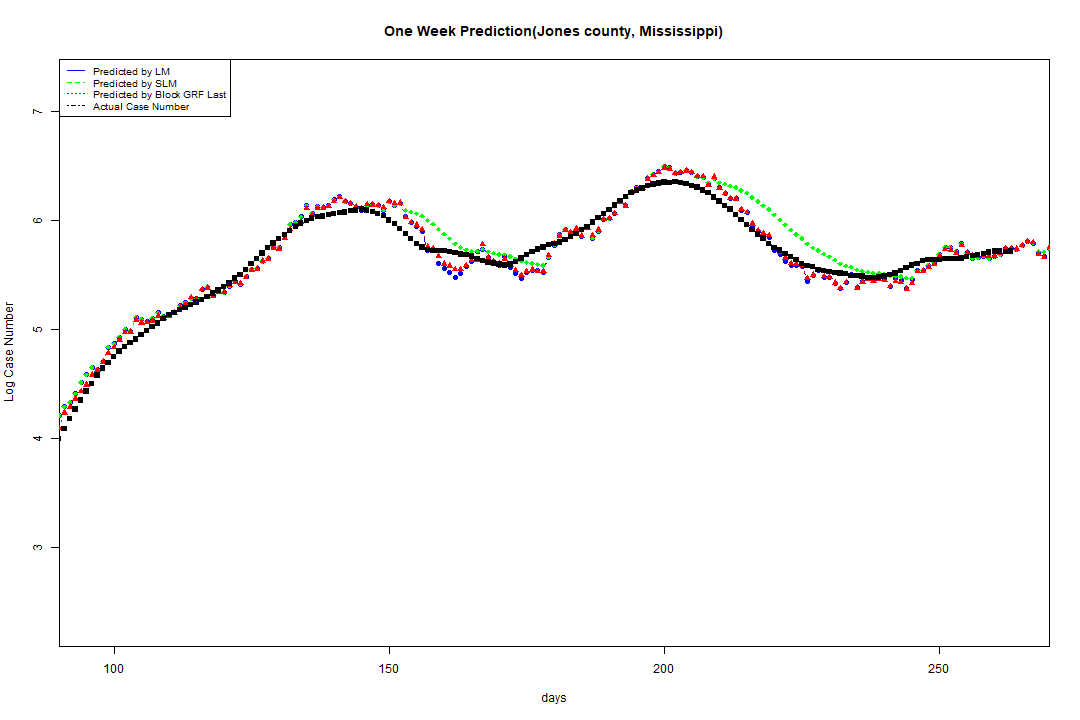 One Week Prediction(Jones county, Mississippi)
Predicted by LM
Predicted by SLM
Predicted by Block GRF Last
Actual Case Number
7
6
5
4
3
Log Case Number
100 150 200 250
days